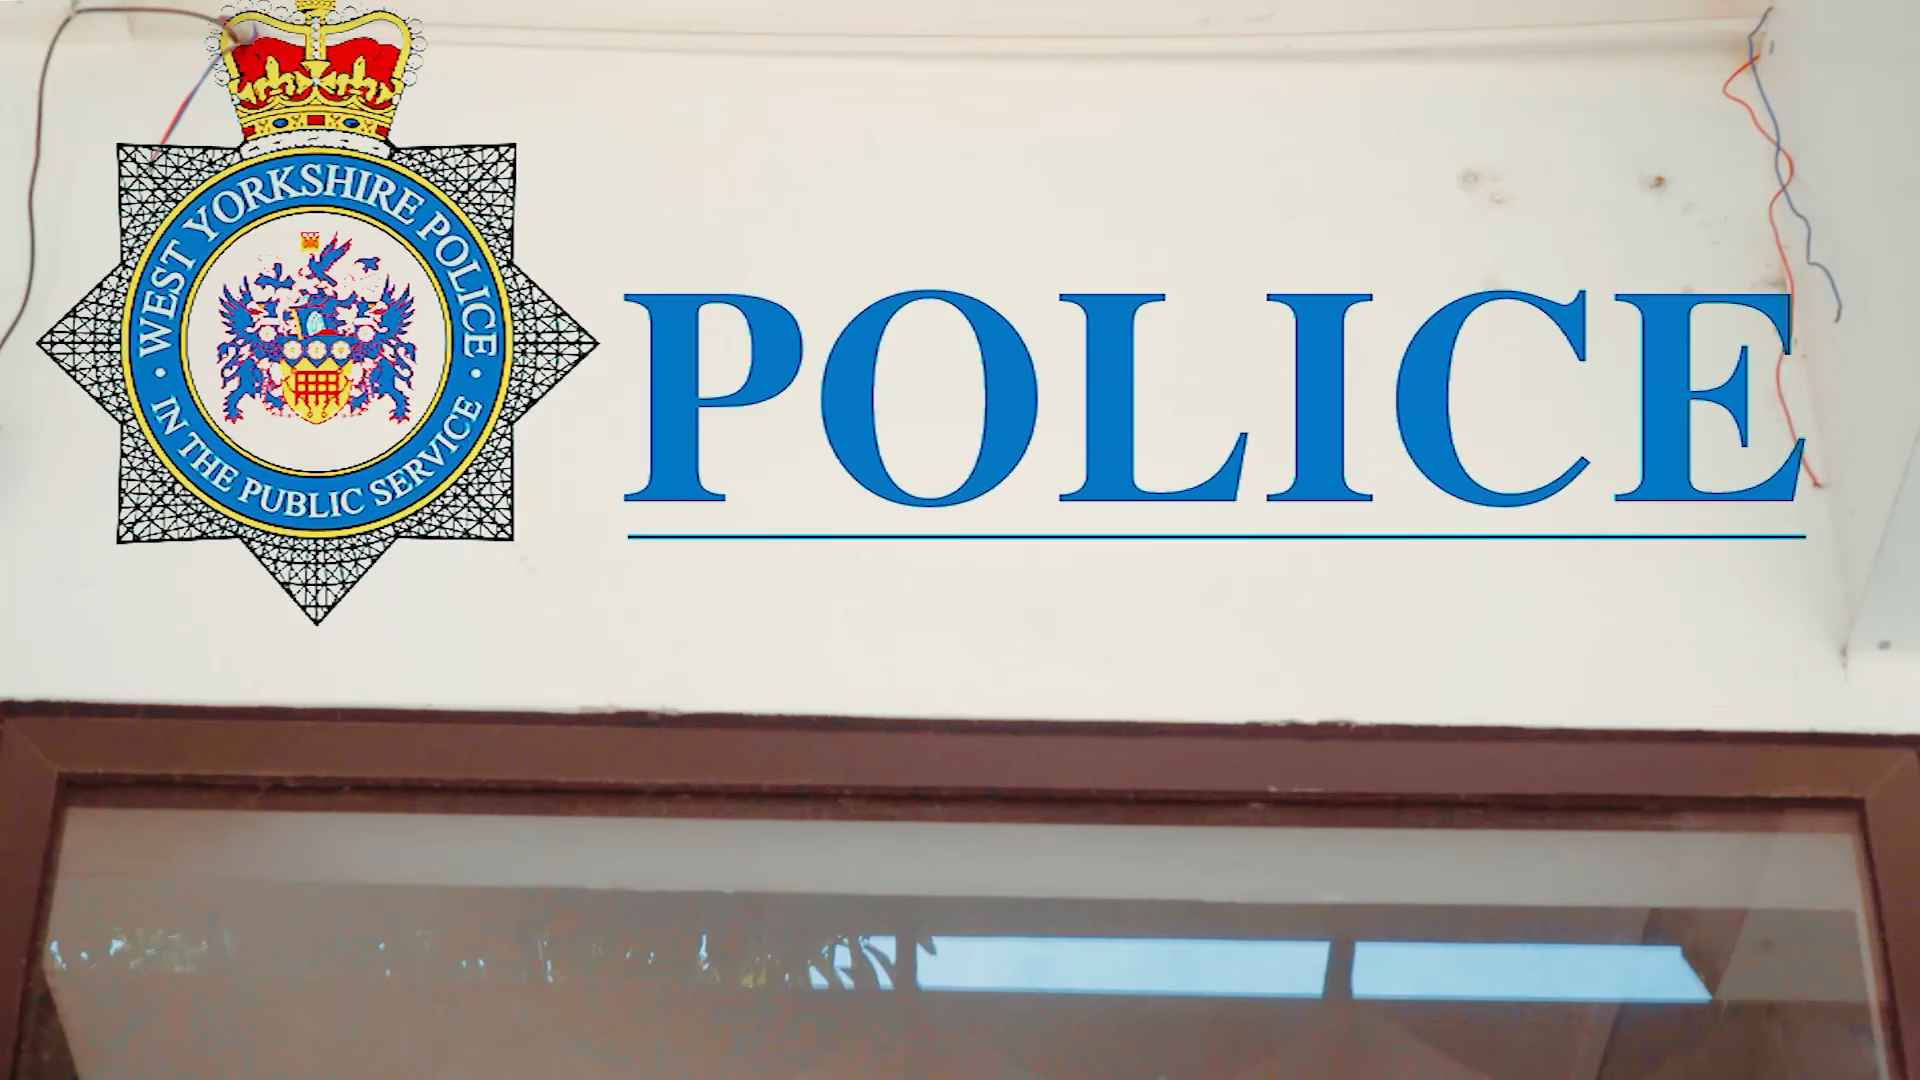 WEST YORKSHIRE POLICE
· IN THE PUBLIC SERVICE ·
POLICE